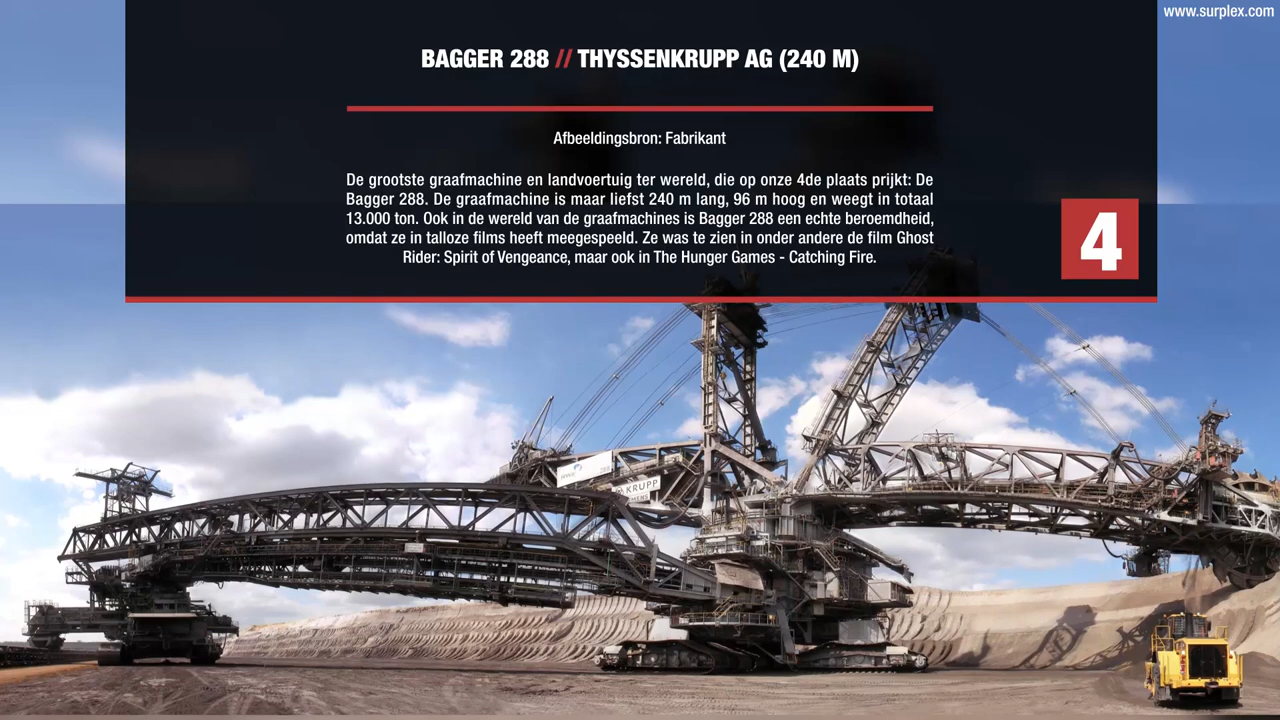 www.surplex.com
BAGGER 288 // THYSSENKRUPP AG (240 M)
Afbeeldingsbron: Fabrikant
De grootste graafmachine en landvoertuig ter wereld, die op onze 4de plaats prijkt: De
Bagger 288. De graafmachine is maar liefst 240 m lang, 96 m hoog en weegt in totaal
13.000 ton. Ook in de wereld van de graafmachines is Bagger 288 een echte beroemdheid,
omdat ze in talloze films heeft meegespeeld. Ze was te zien in onder andere de film Ghost
Rider: Spirit of Vengeance, maar ook in The Hunger Games - Catching Fire.
4
KRUPP